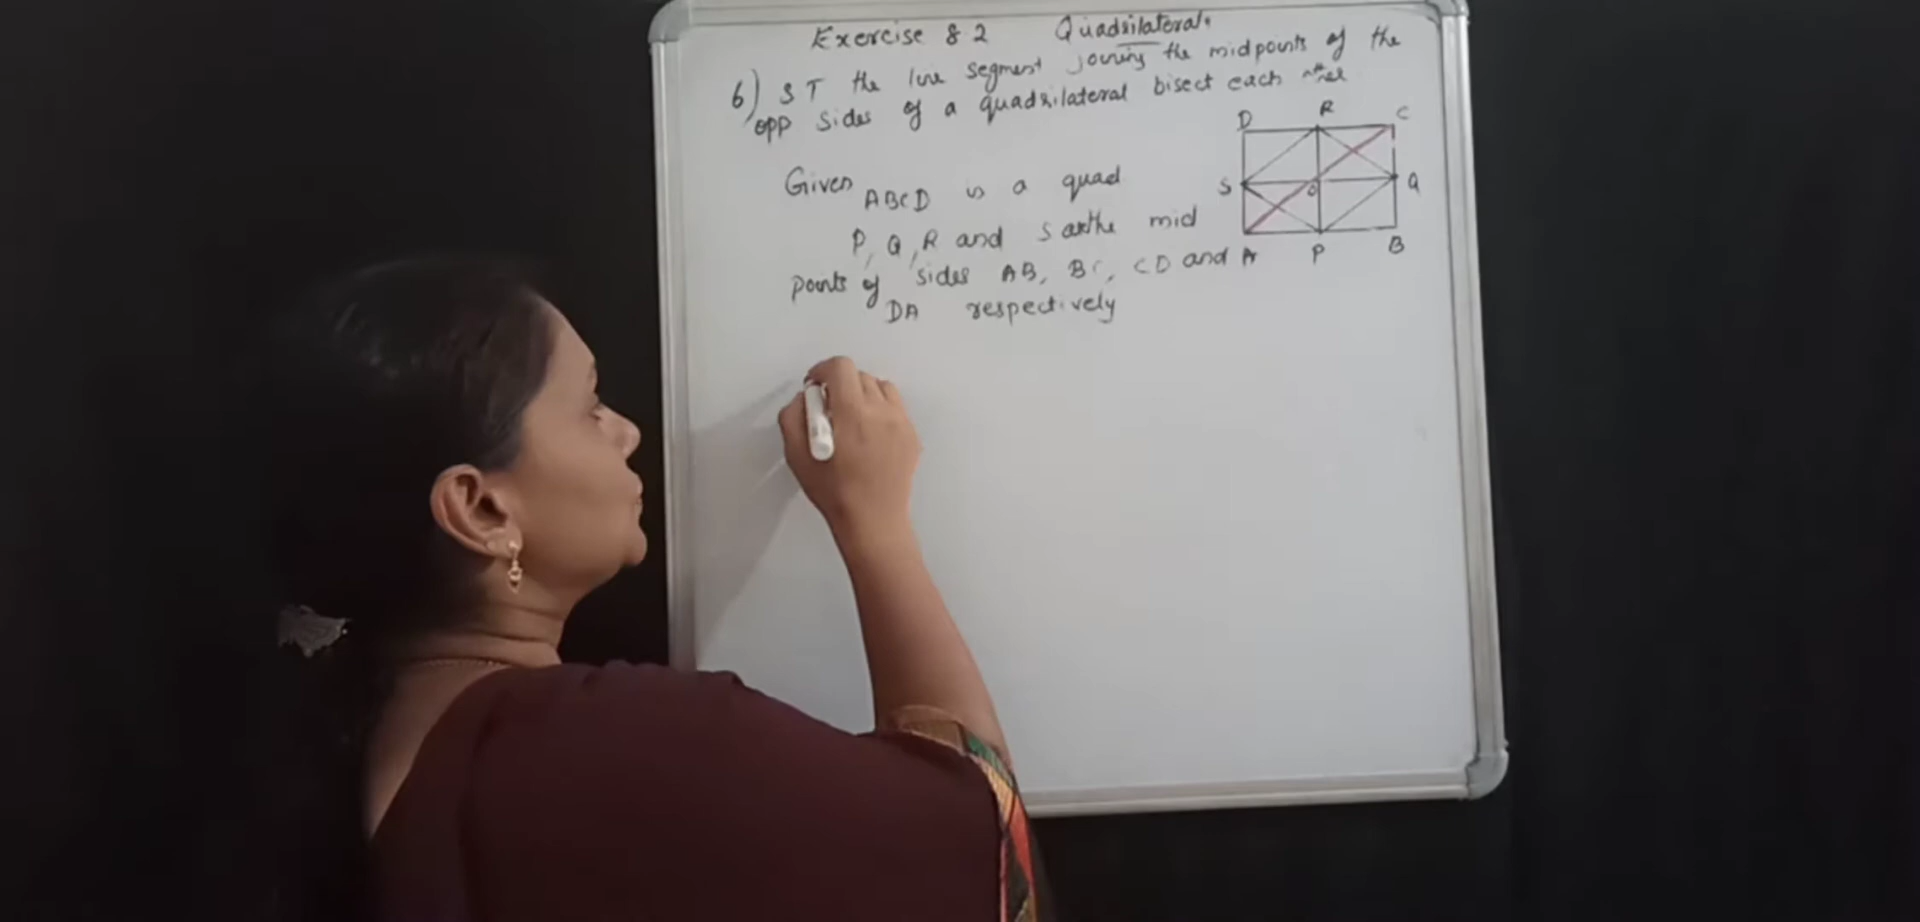 Exercise 8.2 Quadrilaterals
6) S T the line segment joining the midpoints of the
opp sides of a quadrilateral bisect each other
D R C
Given ABCD is a quad
S O Q
P, Q, R and S are the mid
A P B
points of sides AB, BC, CD and
DA respectively